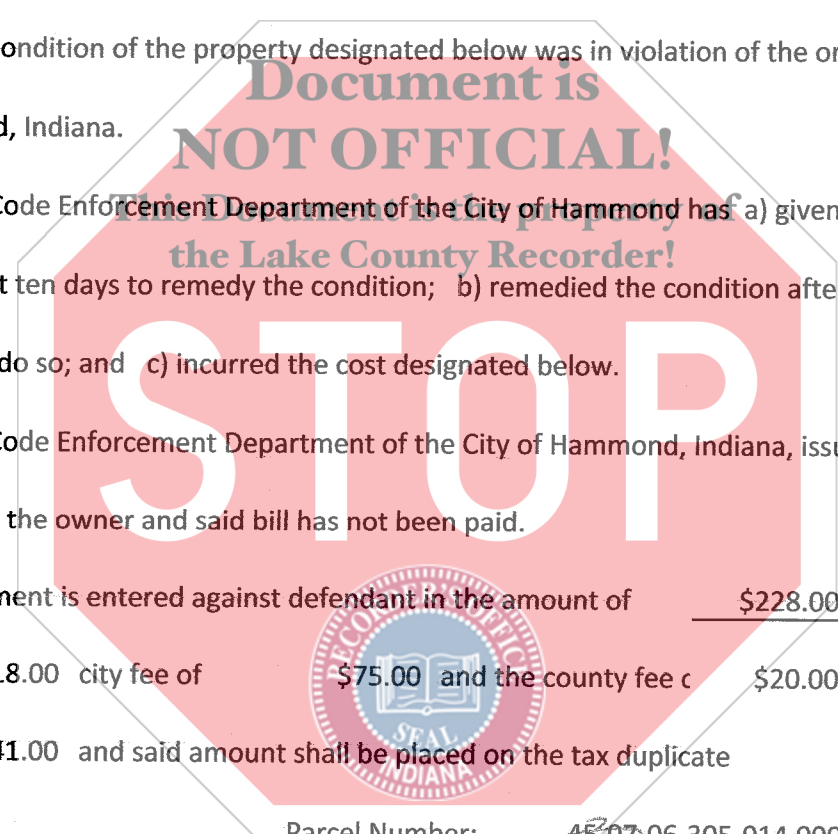 ondition of the property designated below was in violation of the or
Document is
d, Indiana.
NOT OFFICIAL!
Code Enforcement Department of the City of Hammond has a) given
This Document is the property of
the Lake County Recorder!
t ten days to remedy the condition; b) remedied the condition afte
do so; and c) incurred the cost designated below.
STOP
Code Enforcement Department of the City of Hammond, Indiana, issu
the owner and said bill has not been paid.
ment is entered against defendant in the amount of $228.00
8.00 city fee of $75.00 and the county fee $20.00
RECORDER'S OFFICE
SEAL
INDIANA
1.00 and said amount shall be placed on the tax duplicate
Parcel Number: